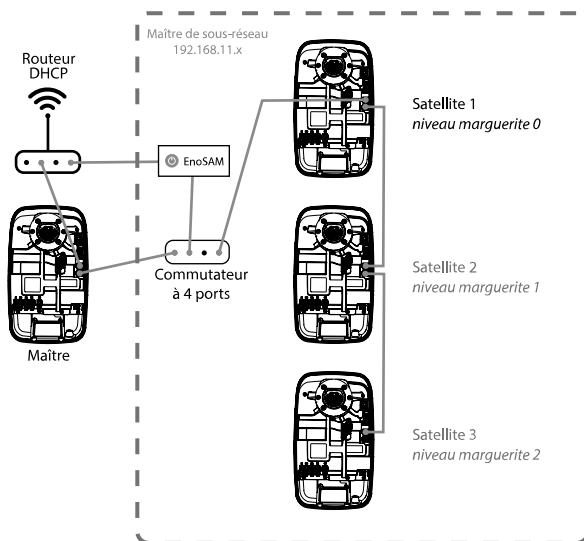 Maître de sous-réseau
192.168.11.x
Routeur
DHCP
EnoSAM
Commutateur
à 4 ports
Maître
Satellite 1
niveau marguerite 0
Satellite 2
niveau marguerite 1
Satellite 3
niveau marguerite 2